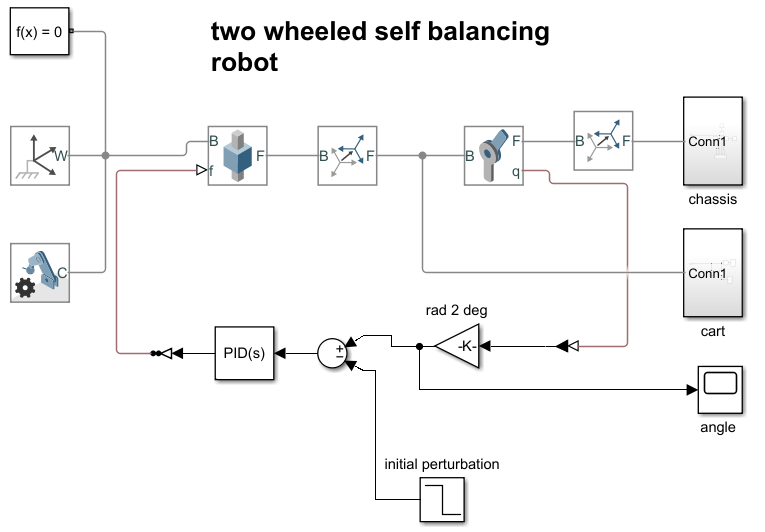 two wheeled self balancing
robot
f(x) = 0
W
B
f
F
B
F
B
F
q
B
F
Conn1
chassis
C
Conn1
cart
rad 2 deg
-K-
+
−
PID(s)
angle
initial perturbation